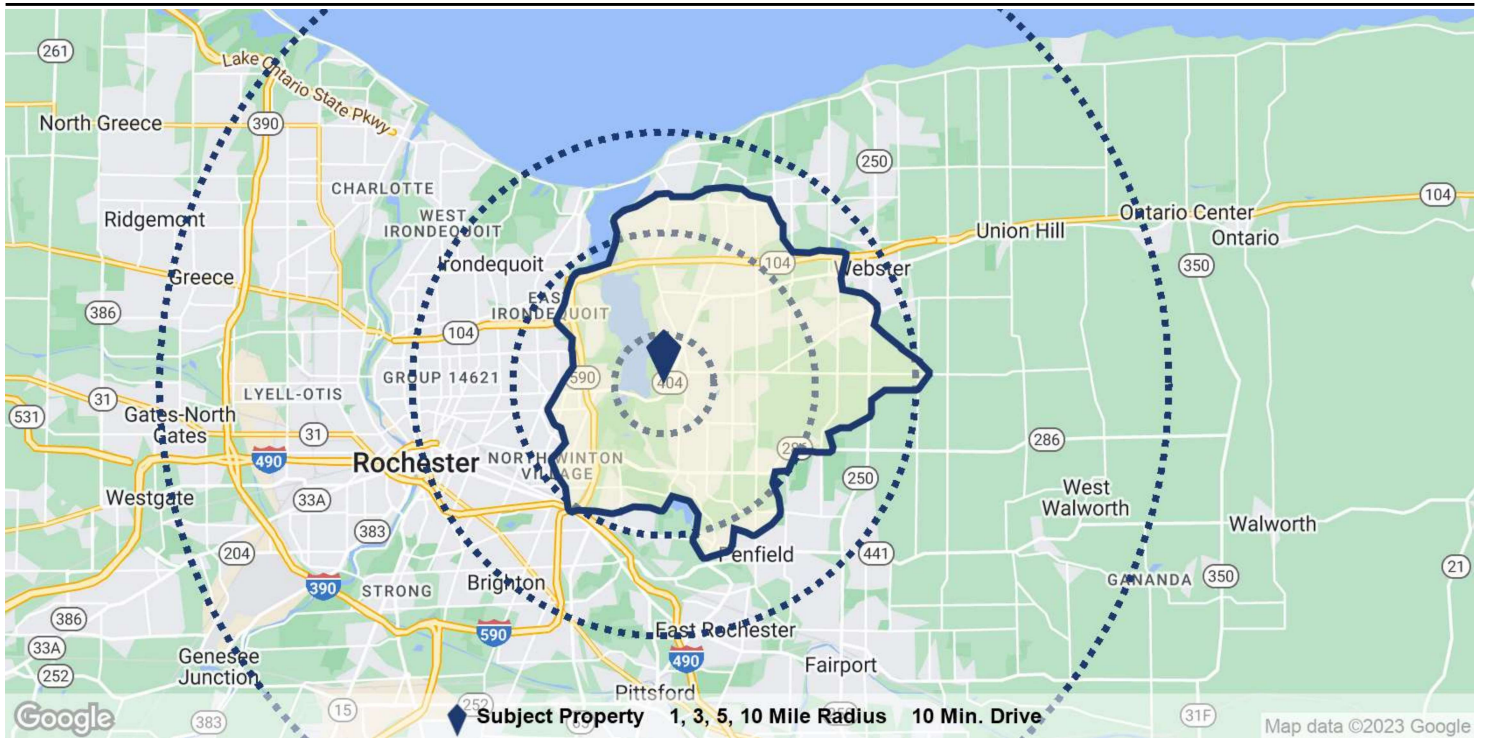 261
Lake Ontario State Pkwy
North Greece
390
250
CHARLOTTE
104
Ridgemont
WEST
IRONDEQUOIT
Ontario Center
Union Hill
Ontario
Irondequoit
104
Webster
350
Greece
EAST
IRONDEQUOIT
386
104
GROUP 14621
590
404
LYELL-OTIS
31
531
Gates-North
Gates
31
286
286
490
Rochester
NORTH WINTON
VILLAGE
250
West
Walworth
Westgate
33A
Walworth
383
204
Penfield
441
21
Brighton
GANANDA
350
390
STRONG
386
590
East Rochester
33A
Genesee
Junction
490
Fairport
252
Pittsford
252
15
31F
383
Google
Subject Property 1, 3, 5, 10 Mile Radius 10 Min. Drive
Map data ©2023 Google